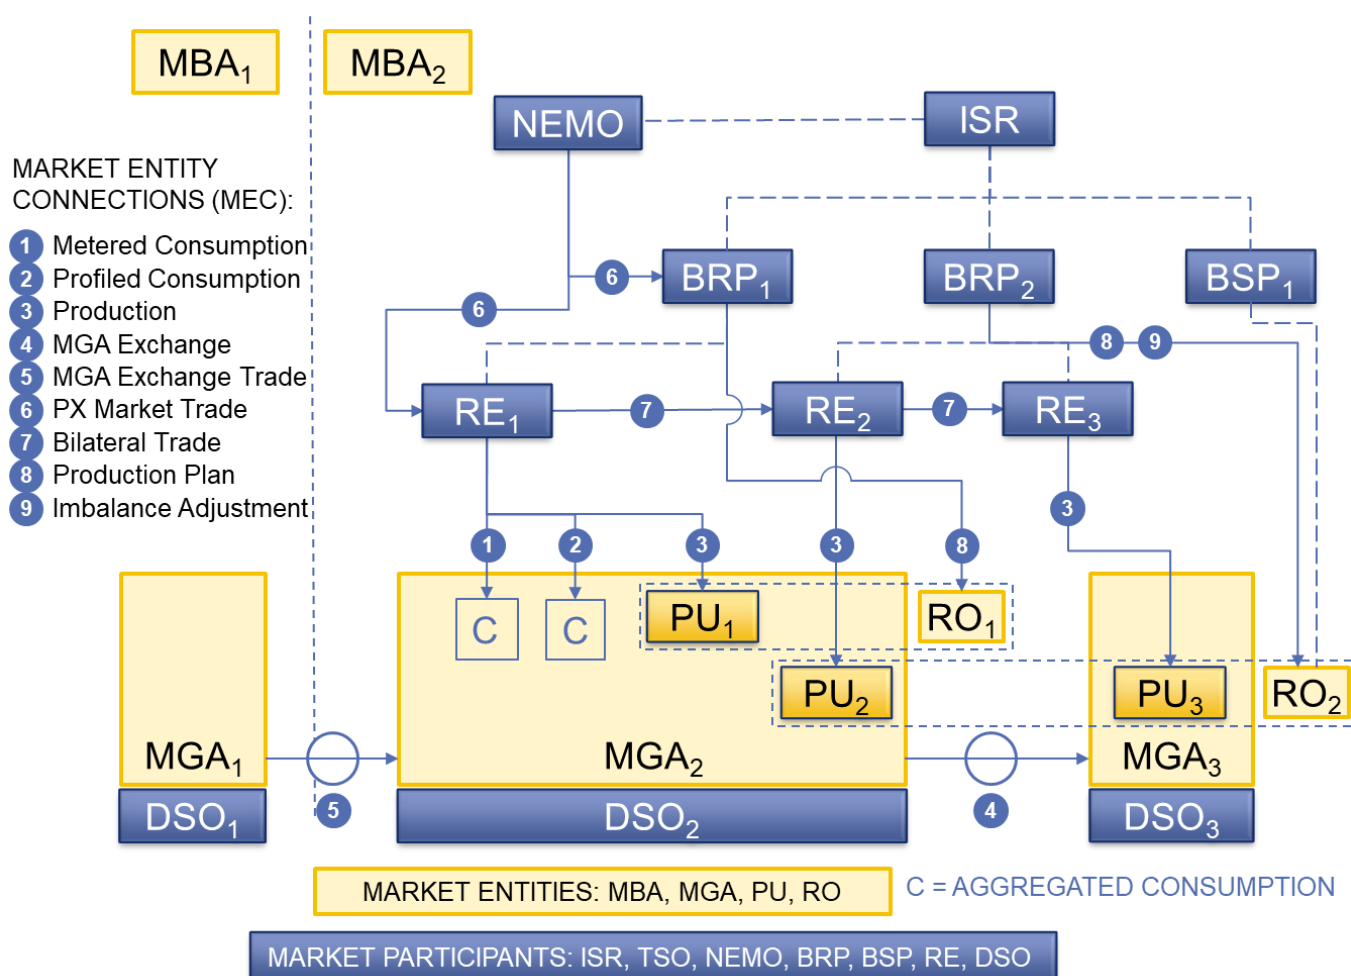 MBA1
MBA2
NEMO
ISR
MARKET ENTITY
CONNECTIONS (MEC):
1 Metered Consumption
2 Profiled Consumption
3 Production
4 MGA Exchange
5 MGA Exchange Trade
6 PX Market Trade
7 Bilateral Trade
8 Production Plan
9 Imbalance Adjustment
6
BRP1
BRP2
BSP1
6
8
9
RE1
7
RE2
7
RE3
3
1
2
3
3
8
C
C
PU1
RO1
PU2
PU3
RO2
MGA1
MGA2
MGA3
5
4
DSO1
DSO2
DSO3
MARKET ENTITIES: MBA, MGA, PU, RO
C = AGGREGATED CONSUMPTION
MARKET PARTICIPANTS: ISR, TSO, NEMO, BRP, BSP, RE, DSO